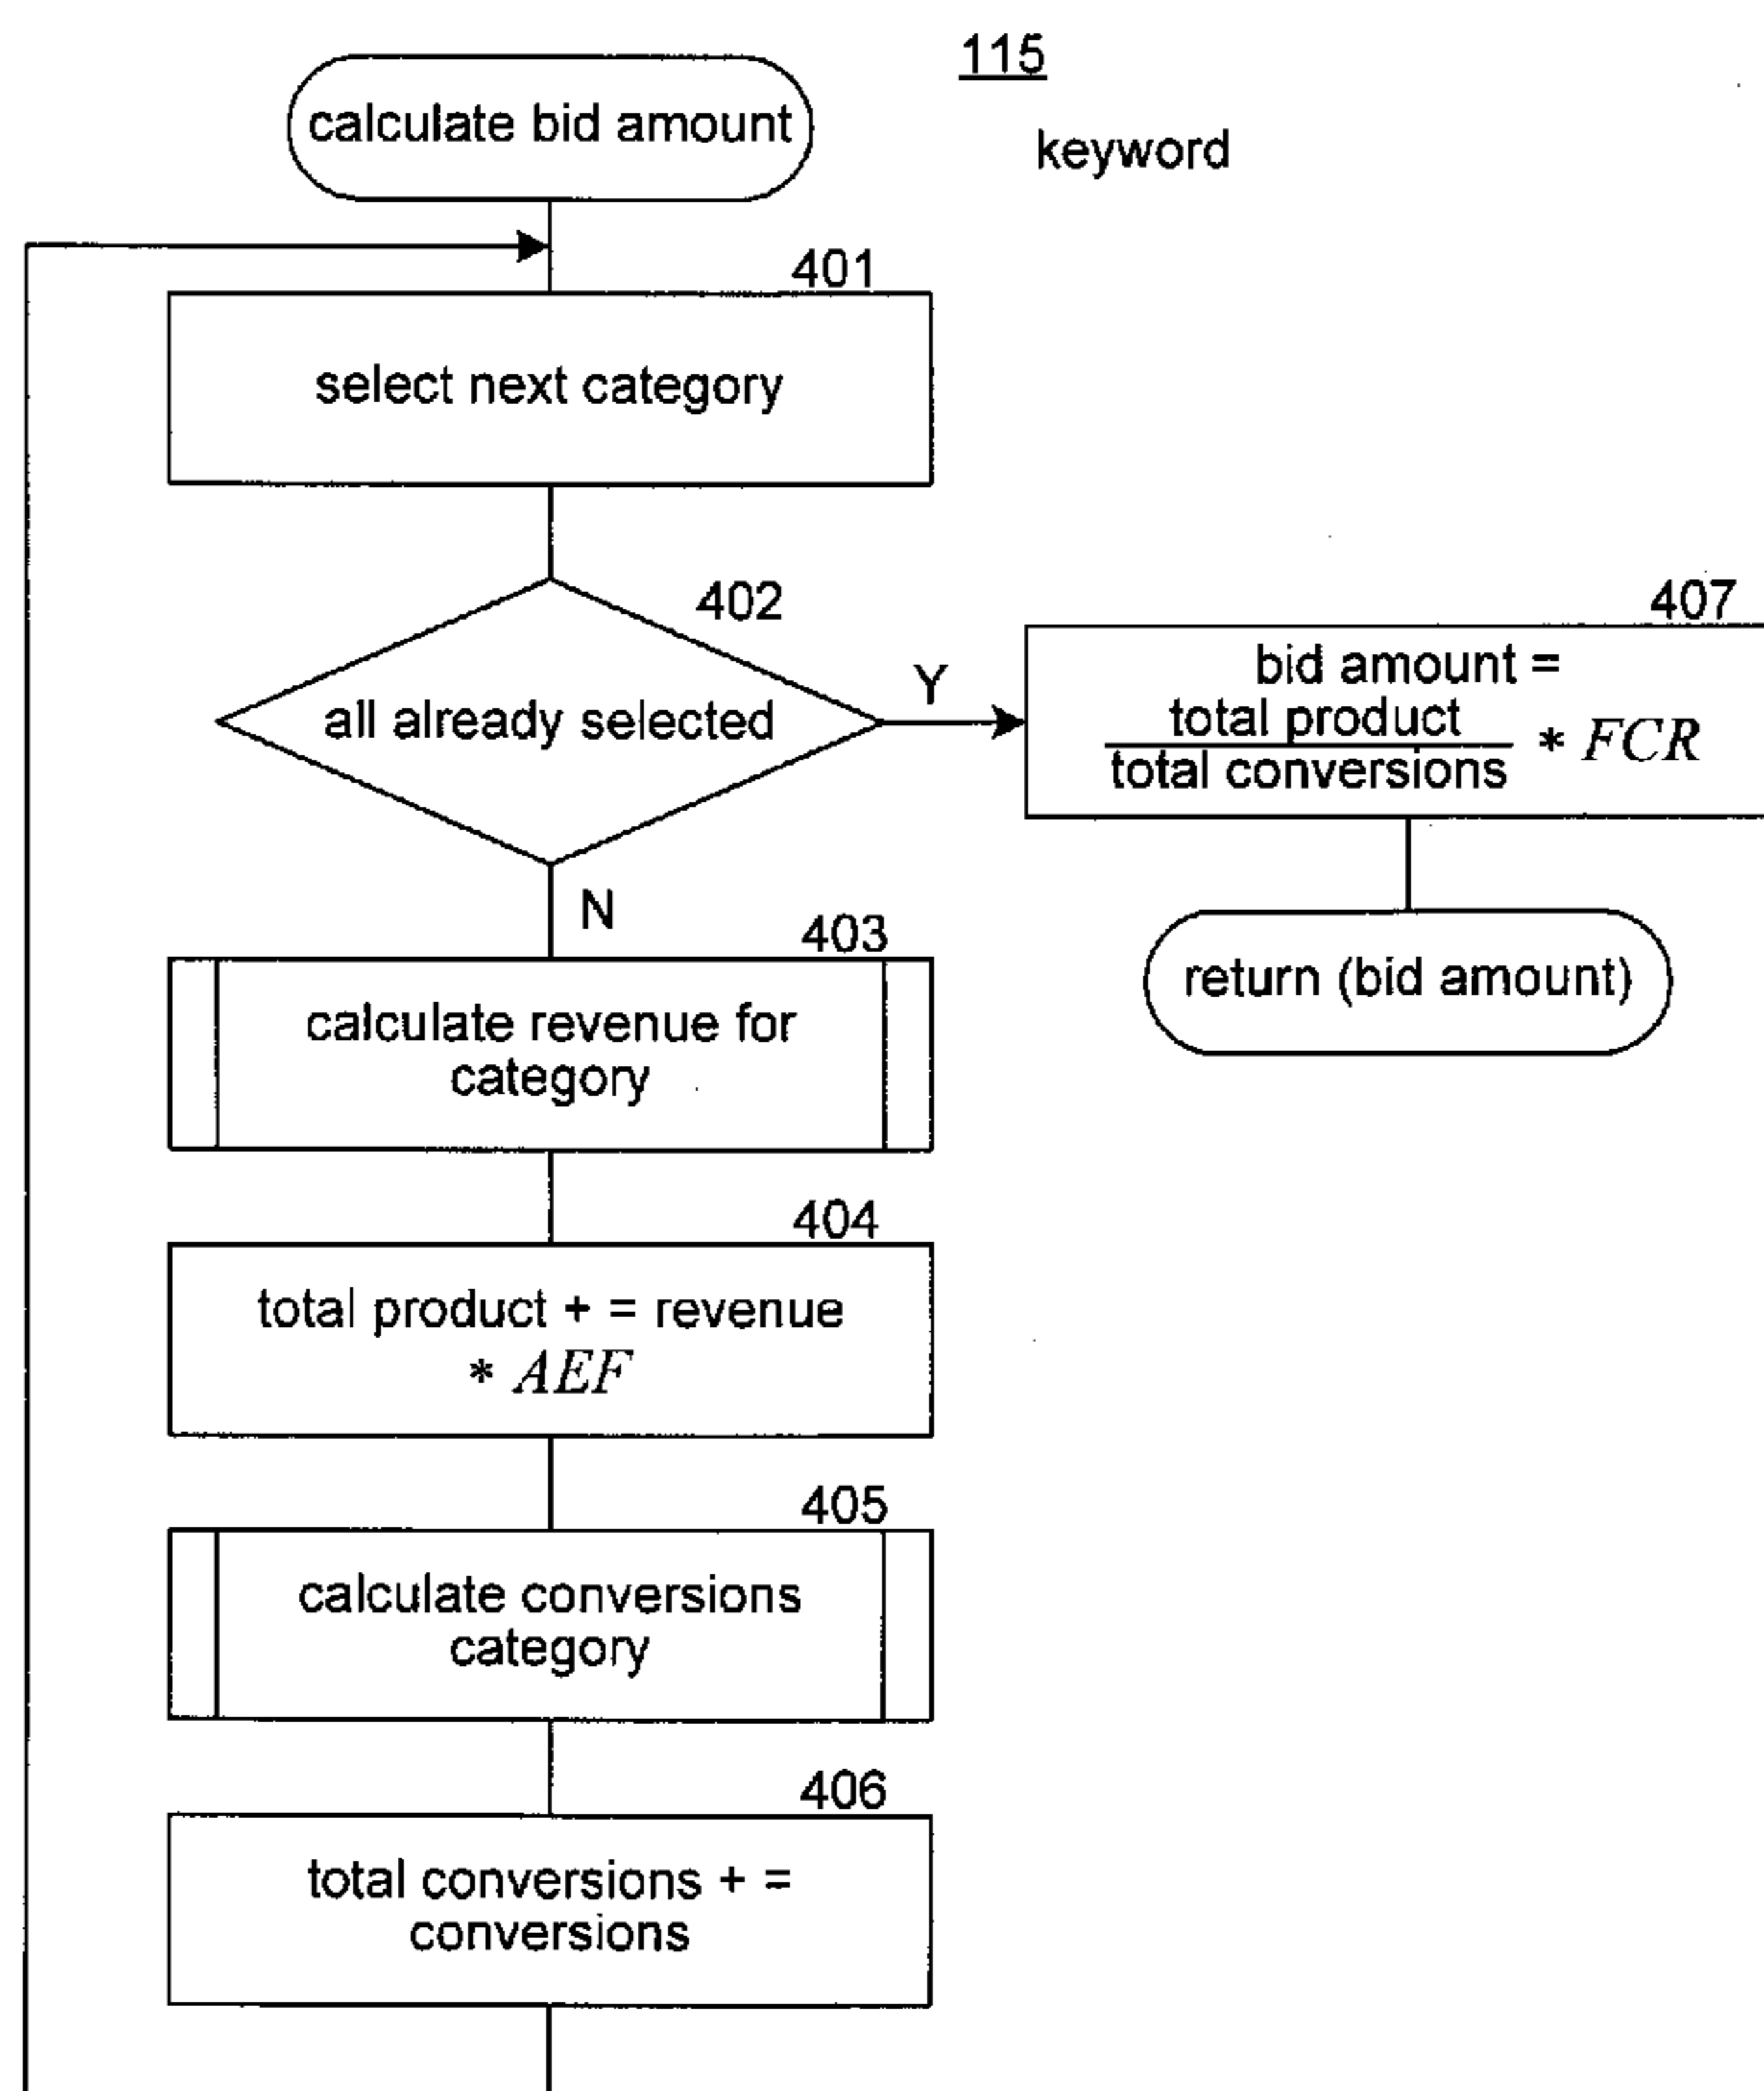 115
calculate bid amount
keyword
401
select next category
402
all already selected
Y
407
bid amount =
total product
total conversions * FCR
return (bid amount)
N
403
calculate revenue for
category
404
total product + = revenue
* AEF
405
calculate conversions
category
406
total conversions + =
conversions